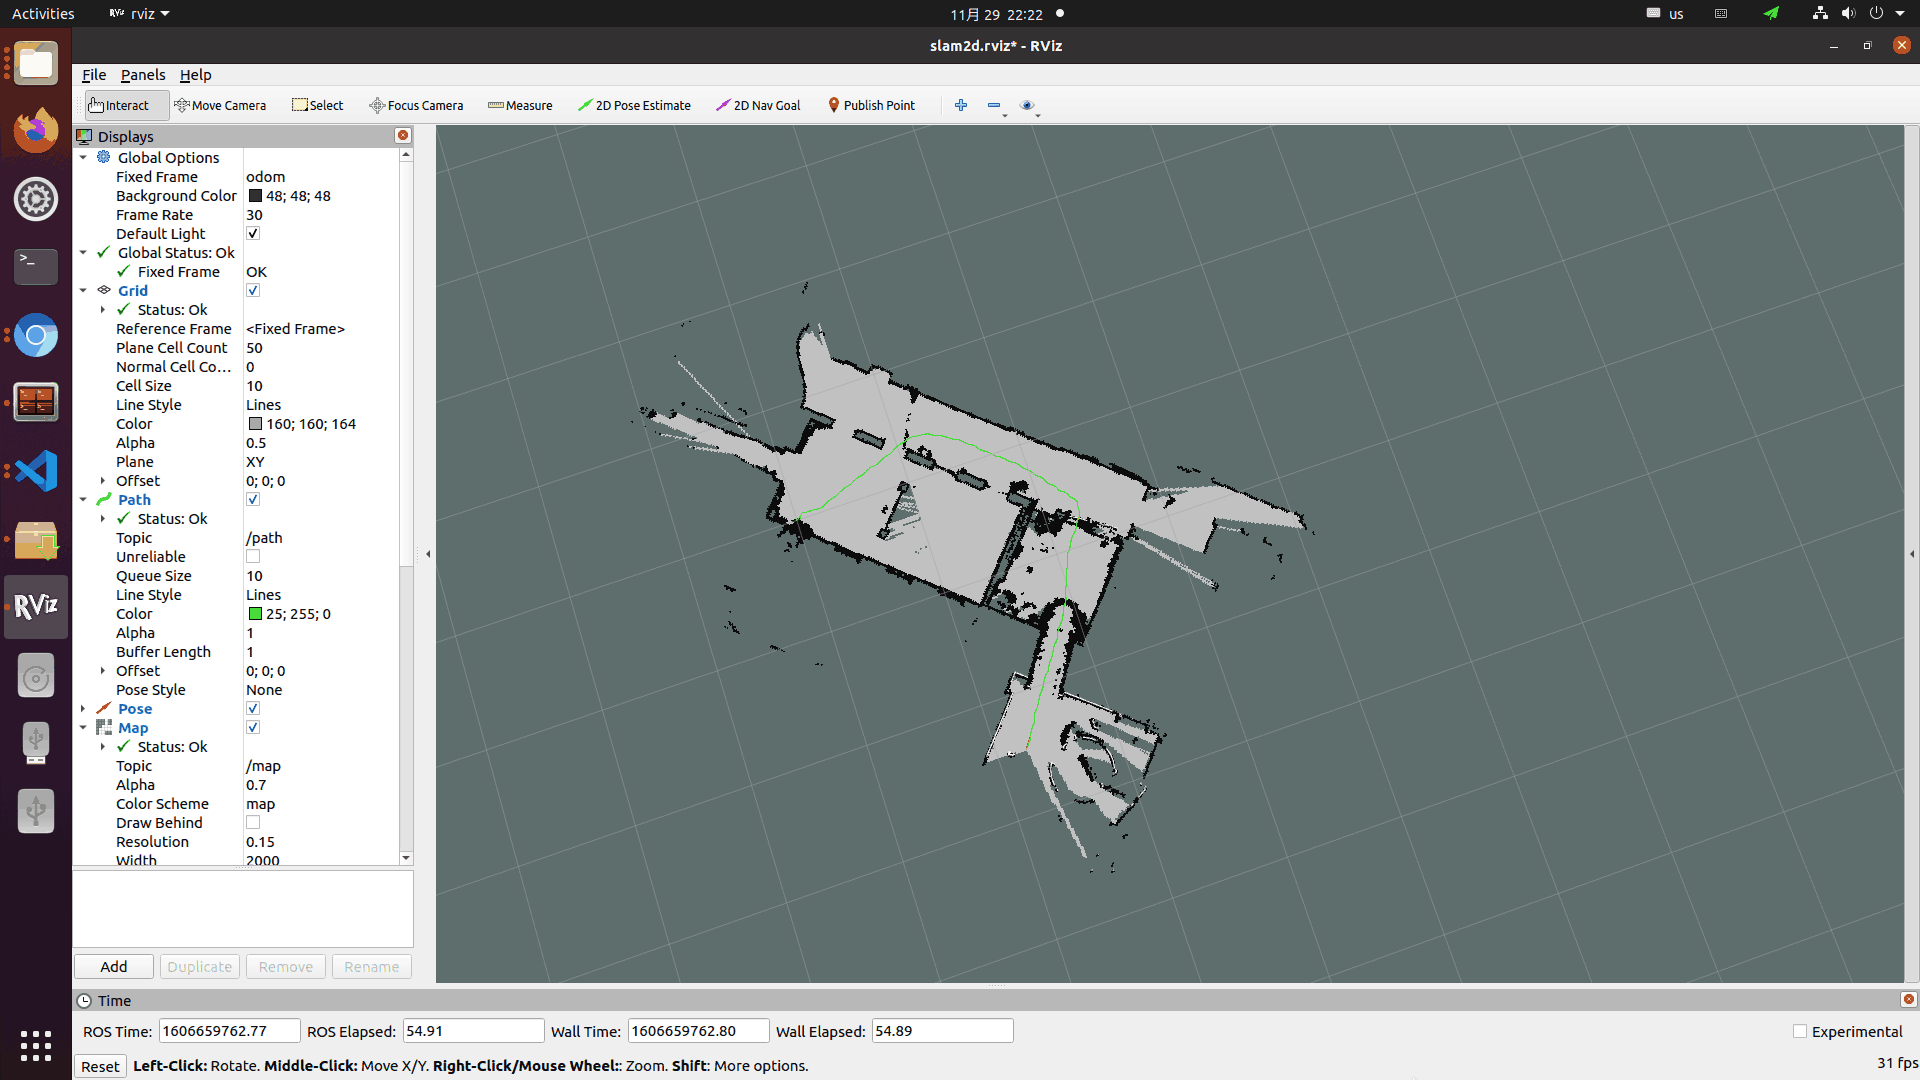 Activities
RViz rviz
11月 29 22:22
us
slam2d.rviz* - RViz
File Panels Help
Interact Move Camera Select Focus Camera Measure 2D Pose Estimate 2D Nav Goal Publish Point
Displays
Global Options
Fixed Frame odom
Background Color 48; 48; 48
Frame Rate 30
Default Light
Global Status: Ok
Fixed Frame OK
Grid
Status: Ok
Reference Frame <Fixed Frame>
Plane Cell Count 50
Normal Cell Co... 0
Cell Size 10
Line Style Lines
Color 160; 160; 164
Alpha 0.5
Plane XY
Offset 0; 0; 0
Path
Status: Ok
Topic /path
Unreliable
Queue Size 10
Line Style Lines
Color 25; 255; 0
Alpha 1
Buffer Length 1
Offset 0; 0; 0
Pose Style None
Pose
Map
Status: Ok
Topic /map
Alpha 0.7
Color Scheme map
Draw Behind
Resolution 0.15
Width 2000
RViz
Add Duplicate Remove Rename
Time
ROS Time: 1606659762.77 ROS Elapsed: 54.91 Wall Time: 1606659762.80 Wall Elapsed: 54.89 Experimental
Reset Left-Click: Rotate. Middle-Click: Move X/Y. Right-Click/Mouse Wheel:: Zoom. Shift: More options. 31 fps